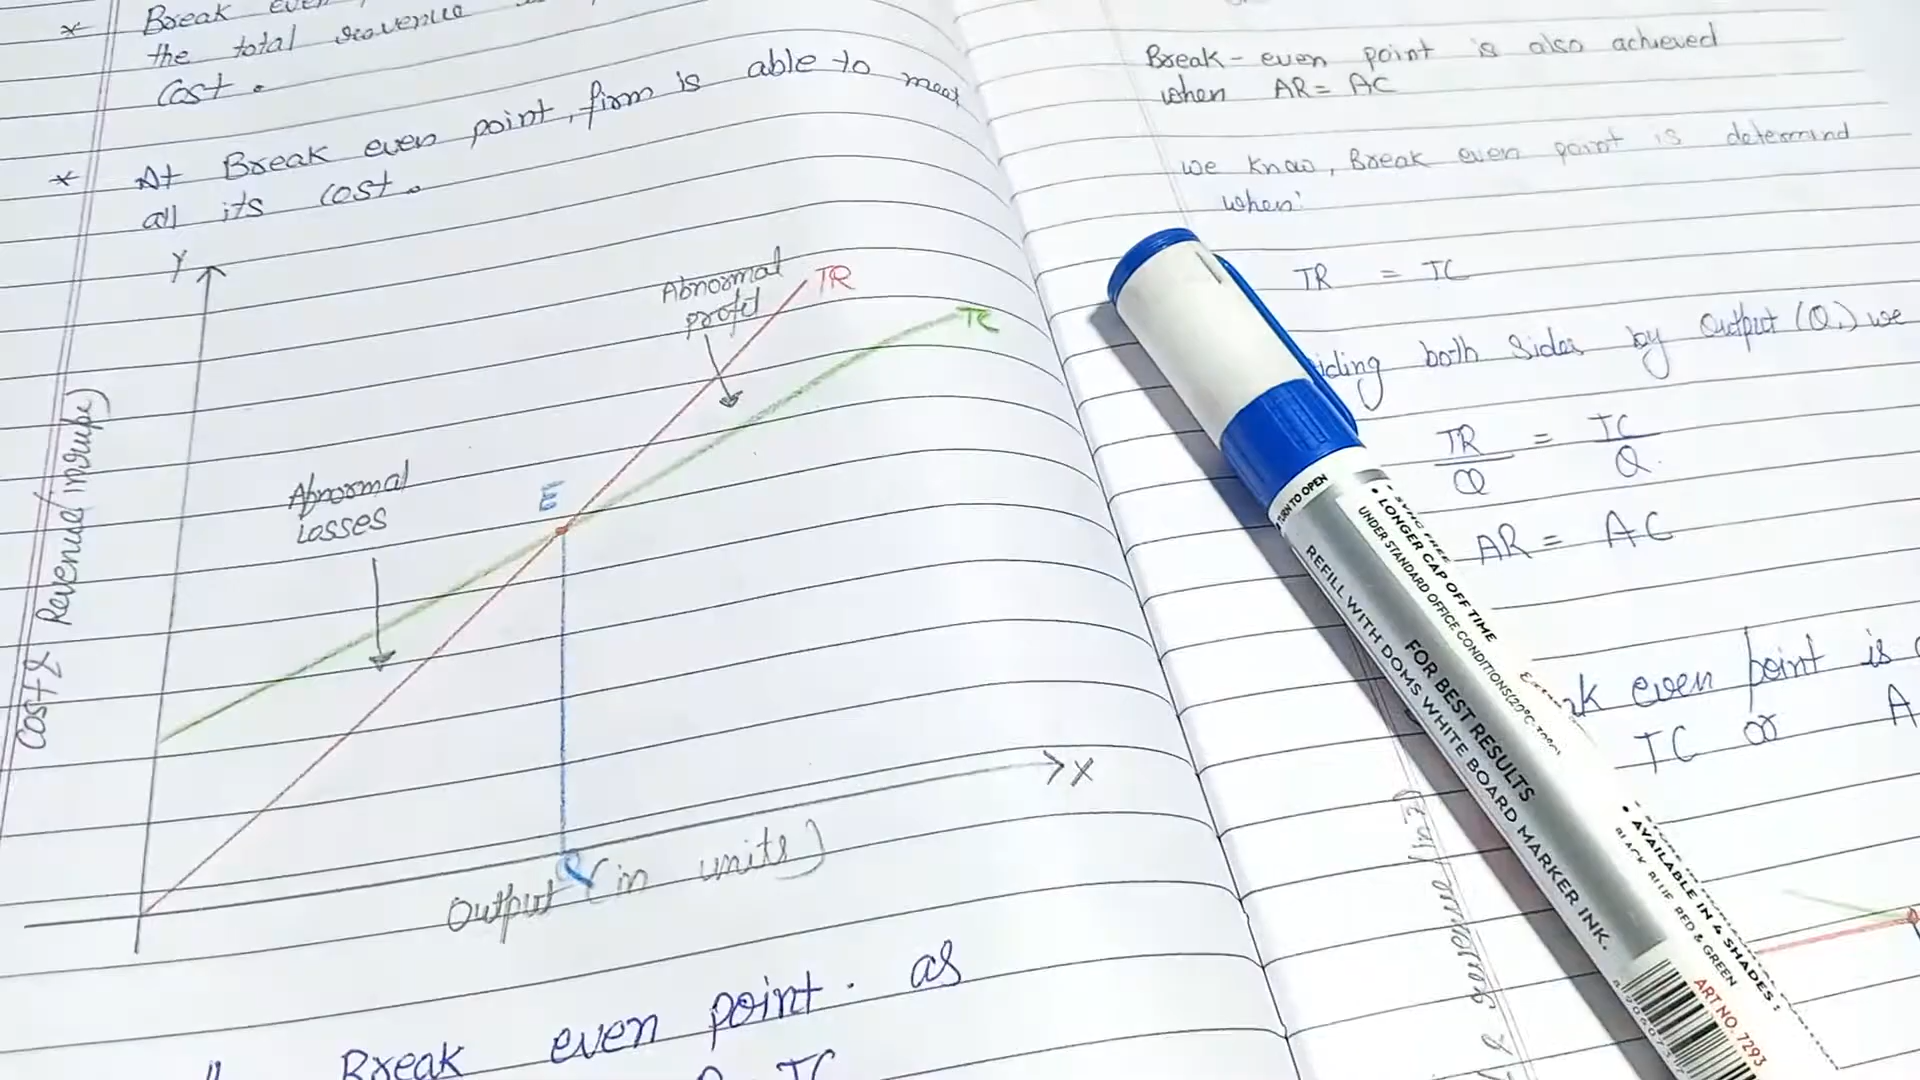 * Break even
the total revenue
Cost.
* At Break even point, firm is able to meet
all its cost.
Y
Abnormal
profit
TR
TC
Abnormal
Losses
E
Cost & Revenue (in rupe)
X
Q
Output (in units)
Break even point. as
TC
Break-even point is also achieved
when AR = AC
we know, Break even point is determind
when:
TR = TC
iding both Sides by Output (Q) we
TR = TC
Q Q.
AR = AC
k even point is
TC or A
TURN TO OPEN
LONGER CAP OFF TIME
UNDER STANDARD OFFICE CONDITIONS
REFILL WITH DOMS WHITE BOARD MARKER INK.
FOR BEST RESULTS
• AVAILABLE IN 4 SHADES:
BLACK, BLUE, RED & GREEN
ART NO. 7293
& revenue (in ₹)